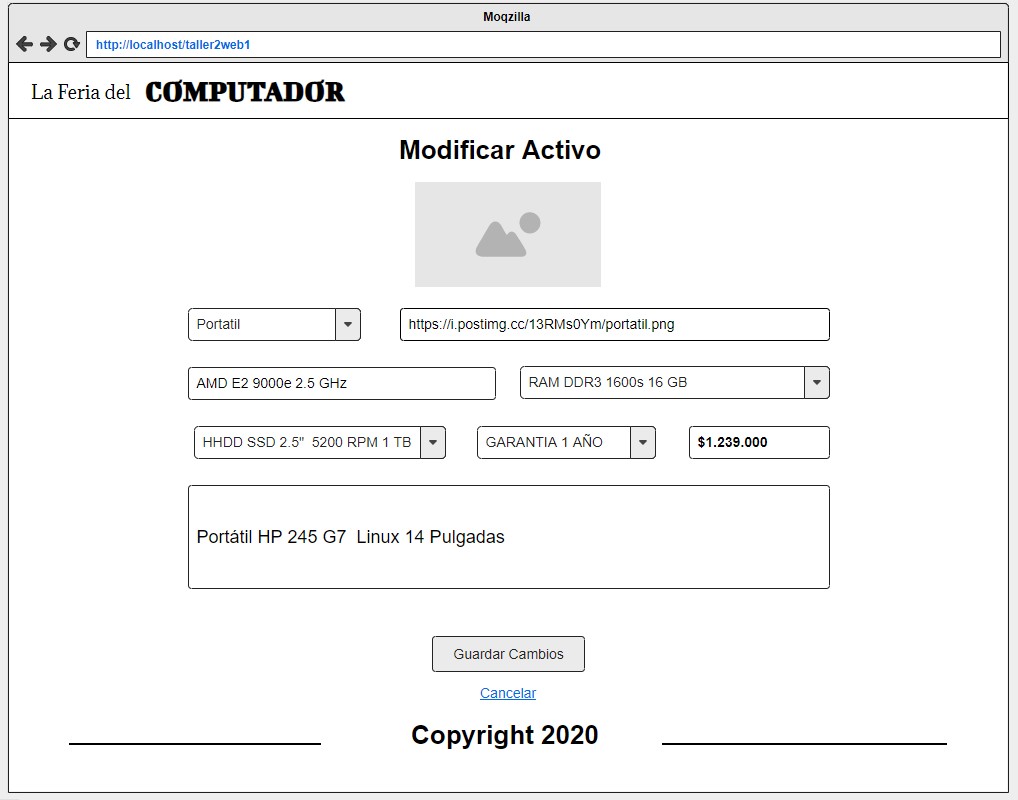 Moqzilla
http://localhost/taller2web1
La Feria del COMPUTADOR
Modificar Activo
Portatil https://i.postimg.cc/13RMs0Ym/portatil.png
AMD E2 9000e 2.5 GHz RAM DDR3 1600s 16 GB
HHDD SSD 2.5" 5200 RPM 1 TB GARANTIA 1 AÑO $1.239.000
Portátil HP 245 G7 Linux 14 Pulgadas
Guardar Cambios
Cancelar
Copyright 2020